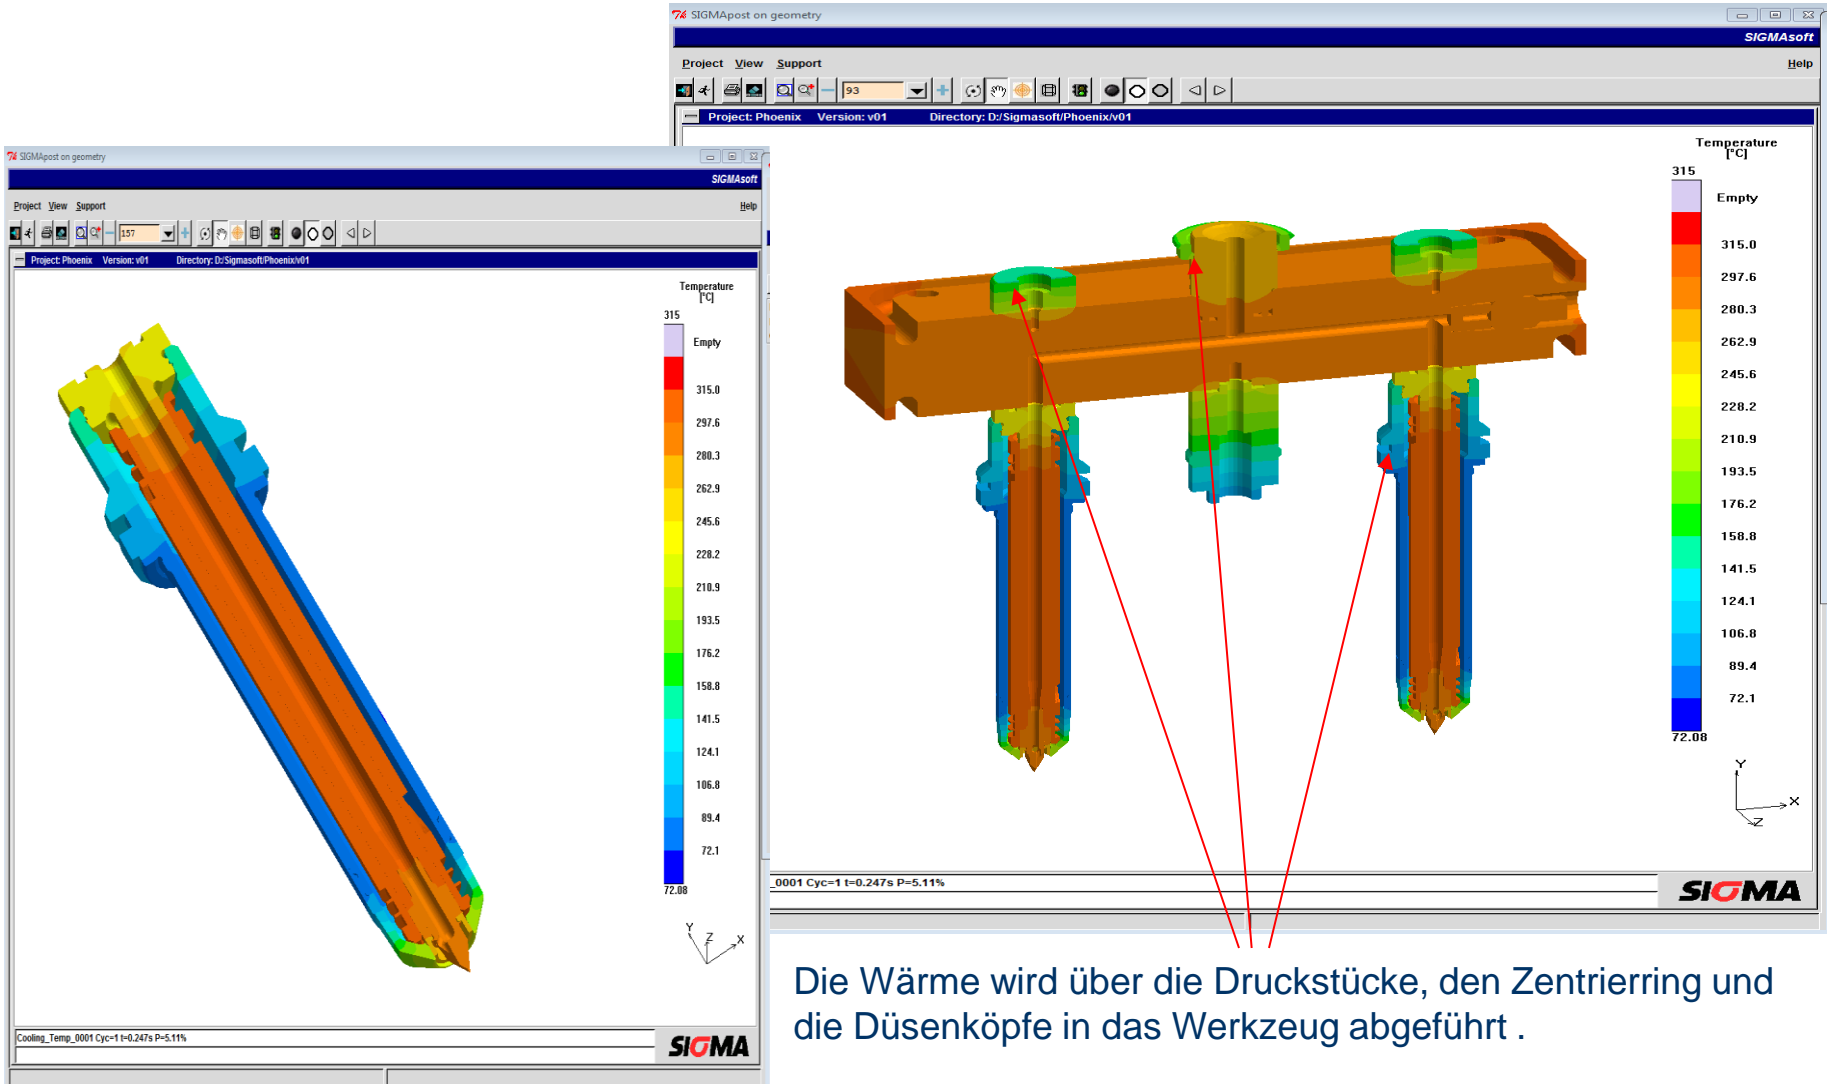 SIGMApost on geometry
SIGMAsoft
Project View Support
Help
93
Project: Phoenix Version: v01 Directory: D:/Sigmasoft/Phoenix/v01
Temperature
[°C]
315
Empty
315.0
297.6
280.3
262.9
245.6
228.2
210.9
193.5
176.2
158.8
141.5
124.1
106.8
89.4
72.1
72.08
Y
X
Z
_0001 Cyc=1 t=0.247s P=5.11%
SIGMA
SIGMApost on geometry
SIGMAsoft
Project View Support
Help
157
Project: Phoenix Version: v01 Directory: D:/Sigmasoft/Phoenix/v01
Temperature
[°C]
315
Empty
315.0
297.6
280.3
262.9
245.6
228.2
210.9
193.5
176.2
158.8
141.5
124.1
106.8
89.4
72.1
72.08
Y
Z
X
Cooling_Temp_0001 Cyc=1 t=0.247s P=5.11%
SIGMA
Die Wärme wird über die Druckstücke, den Zentrierring und
die Düsenköpfe in das Werkzeug abgeführt .